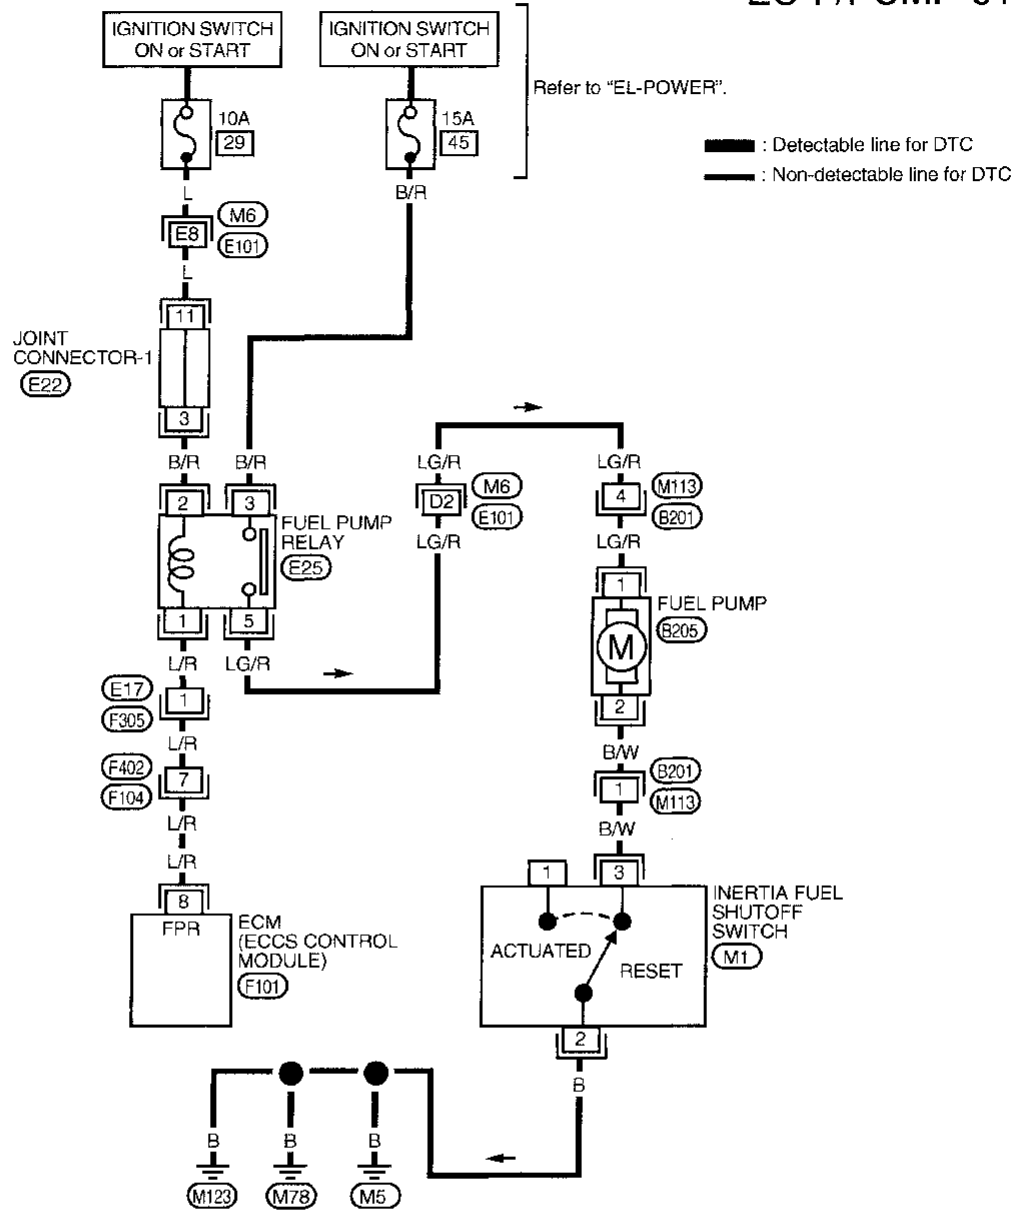 IGNITION SWITCH
ON or START
IGNITION SWITCH
ON or START
Refer to "EL-POWER".
10A
29
15A
45
: Detectable line for DTC
: Non-detectable line for DTC
L
B/R
E8
M6
E101
L
11
JOINT
CONNECTOR-1
E22
3
B/R
B/R
LG/R
LG/R
2
3
D2
M6
E101
4
M113
B201
FUEL PUMP
RELAY
E25
LG/R
LG/R
1
5
1
FUEL PUMP
B205
M
2
L/R
LG/R
E17
F305
1
L/R
B/W
F402
F104
7
1
B201
M113
L/R
B/W
L/R
8
FPR
ECM
(ECCS CONTROL
MODULE)
F101
1
3
INERTIA FUEL
SHUTOFF
SWITCH
M1
ACTUATED
RESET
2
B
B
B
B
M123
M78
M5